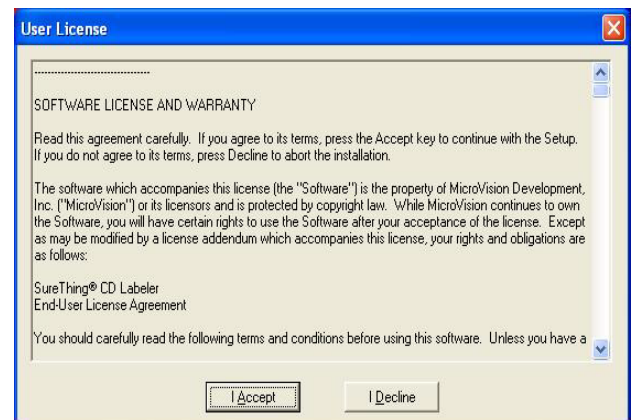 User License
----------------------------------
SOFTWARE LICENSE AND WARRANTY
Read this agreement carefully. If you agree to its terms, press the Accept key to continue with the Setup.
If you do not agree to its terms, press Decline to abort the installation.
The software which accompanies this license (the "Software") is the property of MicroVision Development,
Inc. ("MicroVision") or its licensors and is protected by copyright law. While MicroVision continues to own
the Software, you will have certain rights to use the Software after your acceptance of the license. Except
as may be modified by a license addendum which accompanies this license, your rights and obligations are
as follows:
SureThing® CD Labeler
End-User License Agreement
You should carefully read the following terms and conditions before using this software. Unless you have a
I Accept
I Decline